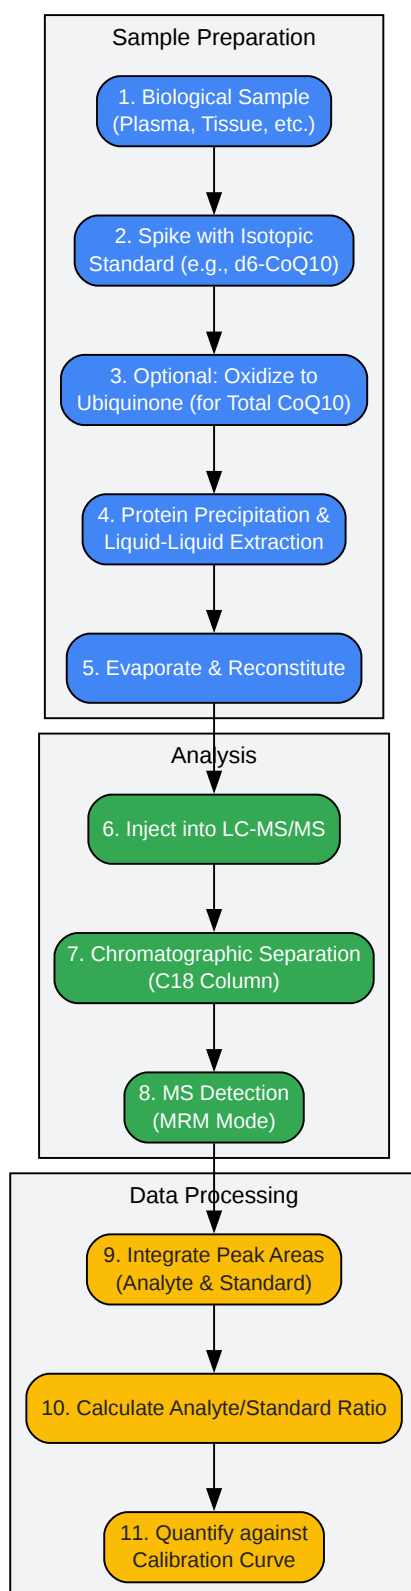 Sample Preparation
1. Biological Sample
(Plasma, Tissue, etc.)
2. Spike with Isotopic
Standard (e.g., d6-CoQ10)
3. Optional: Oxidize to
Ubiquinone (for Total CoQ10)
4. Protein Precipitation &
Liquid-Liquid Extraction
5. Evaporate & Reconstitute
Analysis
6. Inject into LC-MS/MS
7. Chromatographic Separation
(C18 Column)
8. MS Detection
(MRM Mode)
Data Processing
9. Integrate Peak Areas
(Analyte & Standard)
10. Calculate Analyte/Standard Ratio
11. Quantify against
Calibration Curve